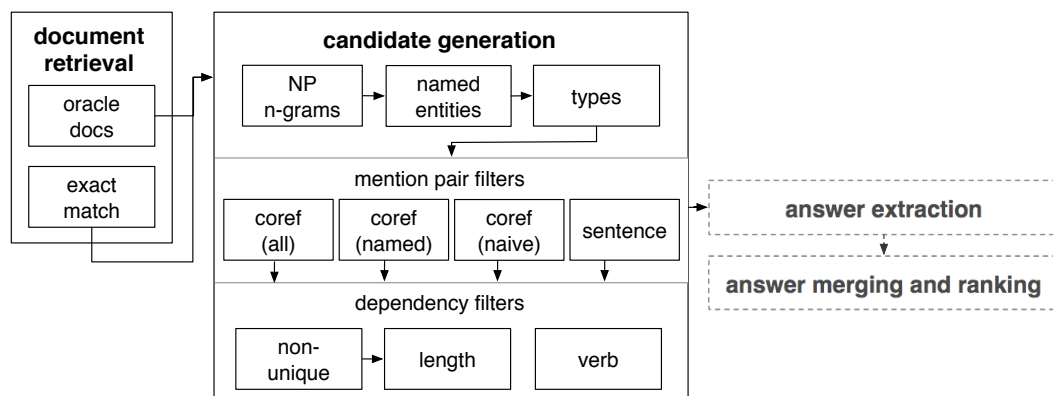 document
retrieval
oracle
docs
exact
match
candidate generation
NP
n-grams
named
entities
types
mention pair filters
coref
(all)
coref
(named)
coref
(naive)
sentence
dependency filters
non-
unique
length
verb
answer extraction
answer merging and ranking